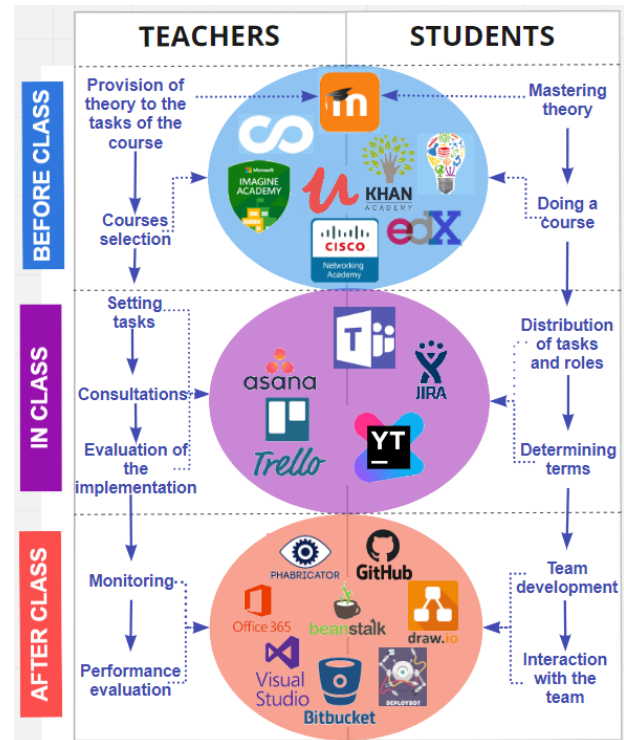 TEACHERS
STUDENTS
BEFORE CLASS
Provision of
theory to the
tasks of the
course
Courses
selection
m
Microsoft
IMAGINE
ACADEMY
u
KHAN
ACADEMY
edX
CISCO
Networking
Academy
Mastering
theory
Doing a
course
IN CLASS
Setting
tasks
Consultations
Evaluation of
the
implementation
T
asana
JIRA
Trello
YT
Distribution
of tasks
and roles
Determining
terms
AFTER CLASS
Monitoring
Performance
evaluation
PHABRICATOR
GitHub
Office 365
beanstalk
draw.io
Visual
Studio
Bitbucket
DEPLOYBOT
Team
development
Interaction
with the
team